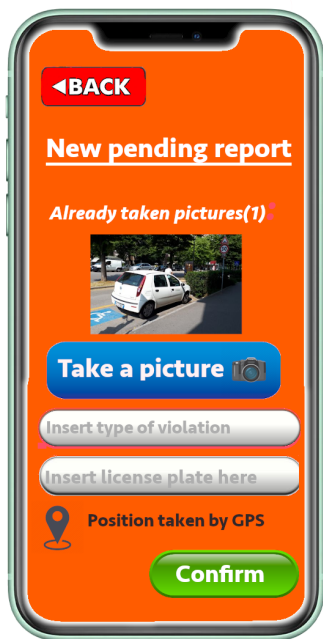 ◄BACK
New pending report
Already taken pictures(1):
Take a picture
Insert type of violation
Insert license plate here
Position taken by GPS
Confirm